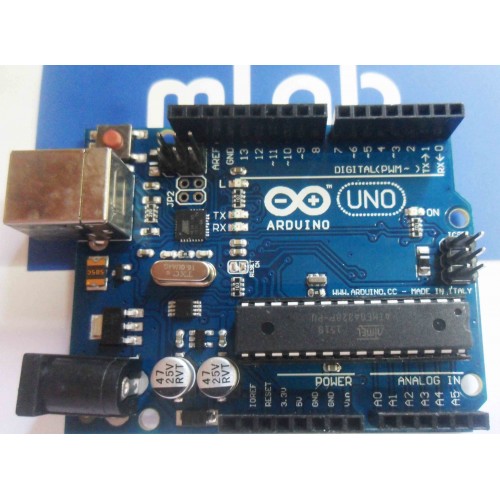 mlab
AREF
GND
13
12
~11
~10
~9
8
7
~6
~5
4
~3
2
TX→1
RX←0
DIGITAL(PWM~)
JP2
L
TX
RX
™
UNO
ON
ARDUINO
ICSP
WWW.ARDUINO.CC - MADE IN ITALY
ATMEGA328P-PU
1519
ATMEL
47
25V
RVT
47
25V
RVT
POWER
ANALOG IN
IOREF
RESET
3.3V
5V
GND
GND
Vin
A0
A1
A2
A3
A4
A5